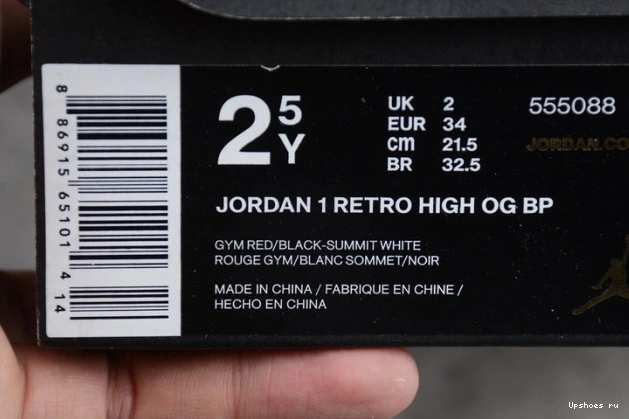 8 86915 65101 4 14
2 5
Y
UK 2
EUR 34
cm 21.5
BR 32.5
555088
JORDAN.CO
JORDAN 1 RETRO HIGH OG BP
GYM RED/BLACK-SUMMIT WHITE
ROUGE GYM/BLANC SOMMET/NOIR
MADE IN CHINA / FABRIQUE EN CHINE /
HECHO EN CHINA
Upshoes ru